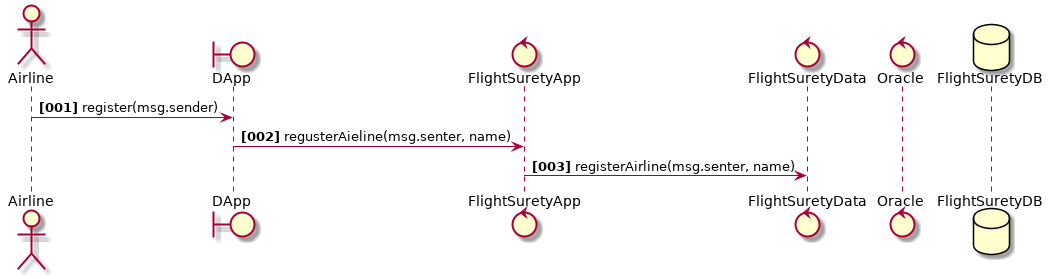 Airline DApp FlightSuretyApp FlightSuretyData Oracle FlightSuretyDB
[001] register(msg.sender)
[002] regusterAieline(msg.senter, name)
[003] registerAirline(msg.senter, name)
Airline DApp FlightSuretyApp FlightSuretyData Oracle FlightSuretyDB